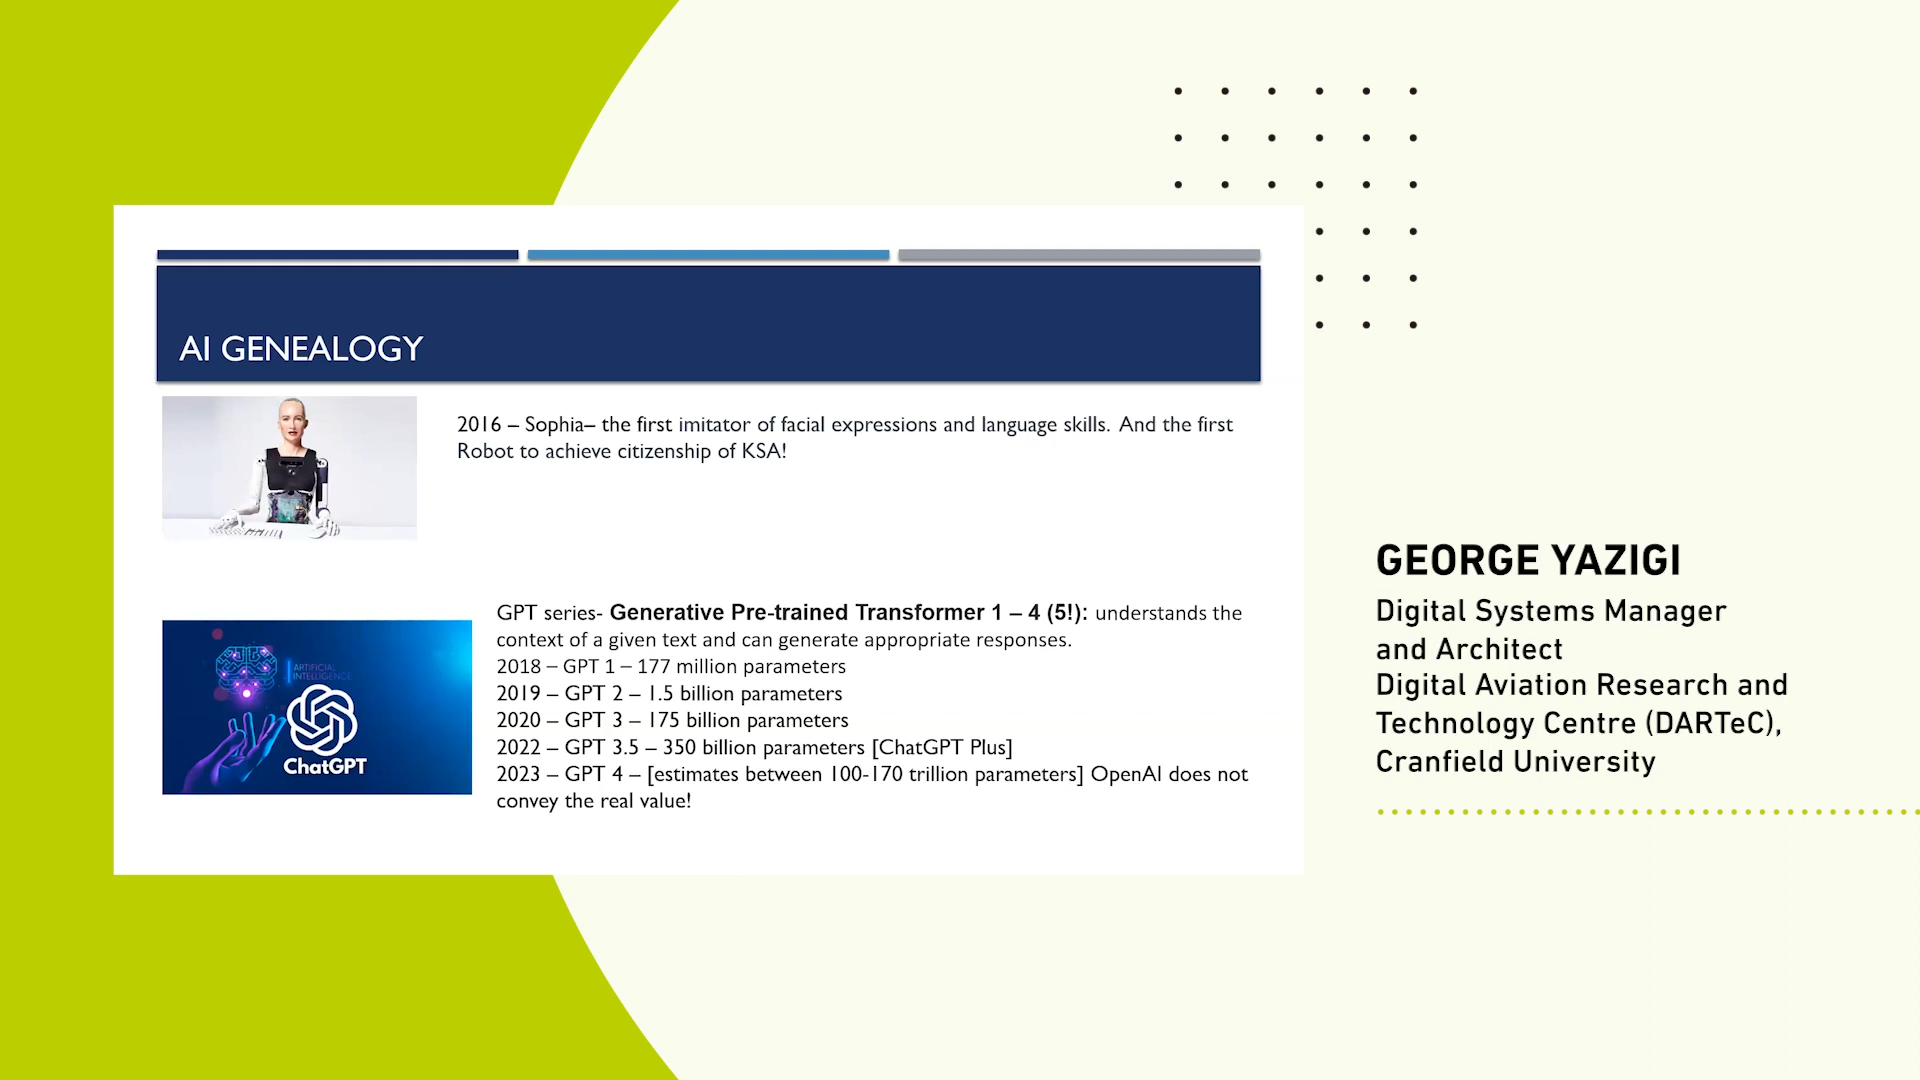 AI GENEALOGY
2016 – Sophia– the first imitator of facial expressions and language skills. And the first
Robot to achieve citizenship of KSA!
GPT series- Generative Pre-trained Transformer 1 – 4 (5!): understands the
context of a given text and can generate appropriate responses.
2018 – GPT 1 – 177 million parameters
2019 – GPT 2 – 1.5 billion parameters
2020 – GPT 3 – 175 billion parameters
2022 – GPT 3.5 – 350 billion parameters [ChatGPT Plus]
2023 – GPT 4 – [estimates between 100-170 trillion parameters] OpenAI does not
convey the real value!
ARTIFICIAL
INTELLIGENCE
ChatGPT
GEORGE YAZIGI
Digital Systems Manager
and Architect
Digital Aviation Research and
Technology Centre (DARTeC),
Cranfield University